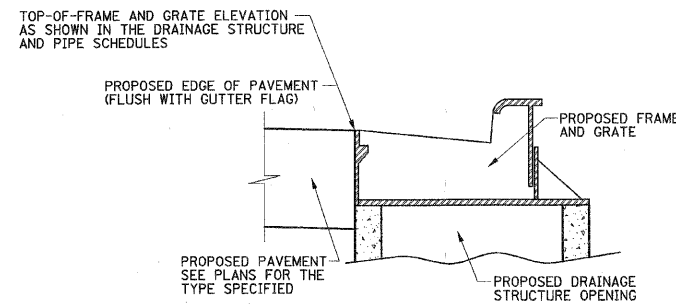 TOP-OF-FRAME AND GRATE ELEVATION
AS SHOWN IN THE DRAINAGE STRUCTURE
AND PIPE SCHEDULES
PROPOSED EDGE OF PAVEMENT
(FLUSH WITH GUTTER FLAG)
PROPOSED FRAME
AND GRATE
PROPOSED PAVEMENT
SEE PLANS FOR THE
TYPE SPECIFIED
PROPOSED DRAINAGE
STRUCTURE OPENING